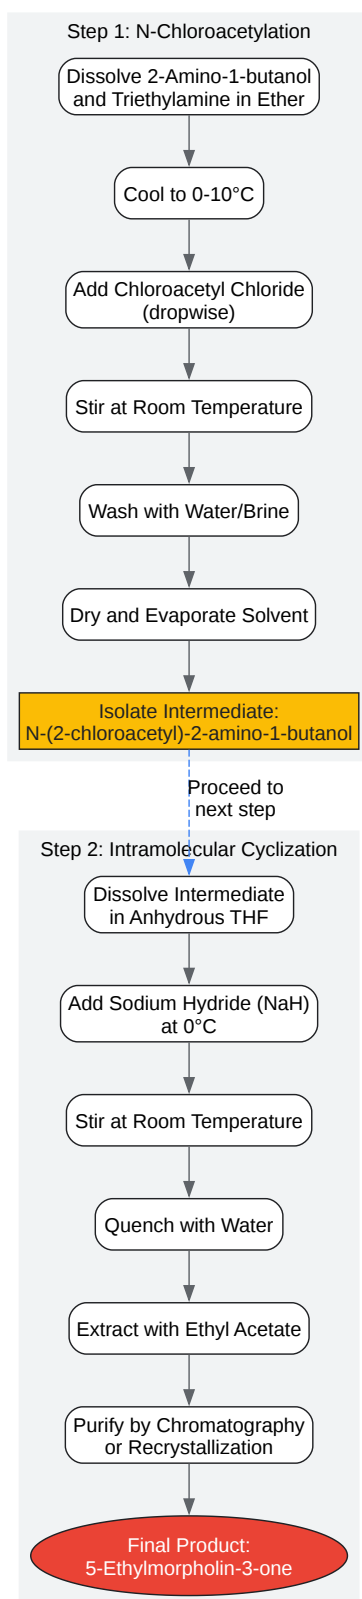 Step 1: N-Chloroacetylation
Dissolve 2-Amino-1-butanol
and Triethylamine in Ether
Cool to 0-10°C
Add Chloroacetyl Chloride
(dropwise)
Stir at Room Temperature
Wash with Water/Brine
Dry and Evaporate Solvent
Isolate Intermediate:
N-(2-chloroacetyl)-2-amino-1-butanol
Proceed to
next step
Step 2: Intramolecular Cyclization
Dissolve Intermediate
in Anhydrous THF
Add Sodium Hydride (NaH)
at 0°C
Stir at Room Temperature
Quench with Water
Extract with Ethyl Acetate
Purify by Chromatography
or Recrystallization
Final Product:
5-Ethylmorpholin-3-one